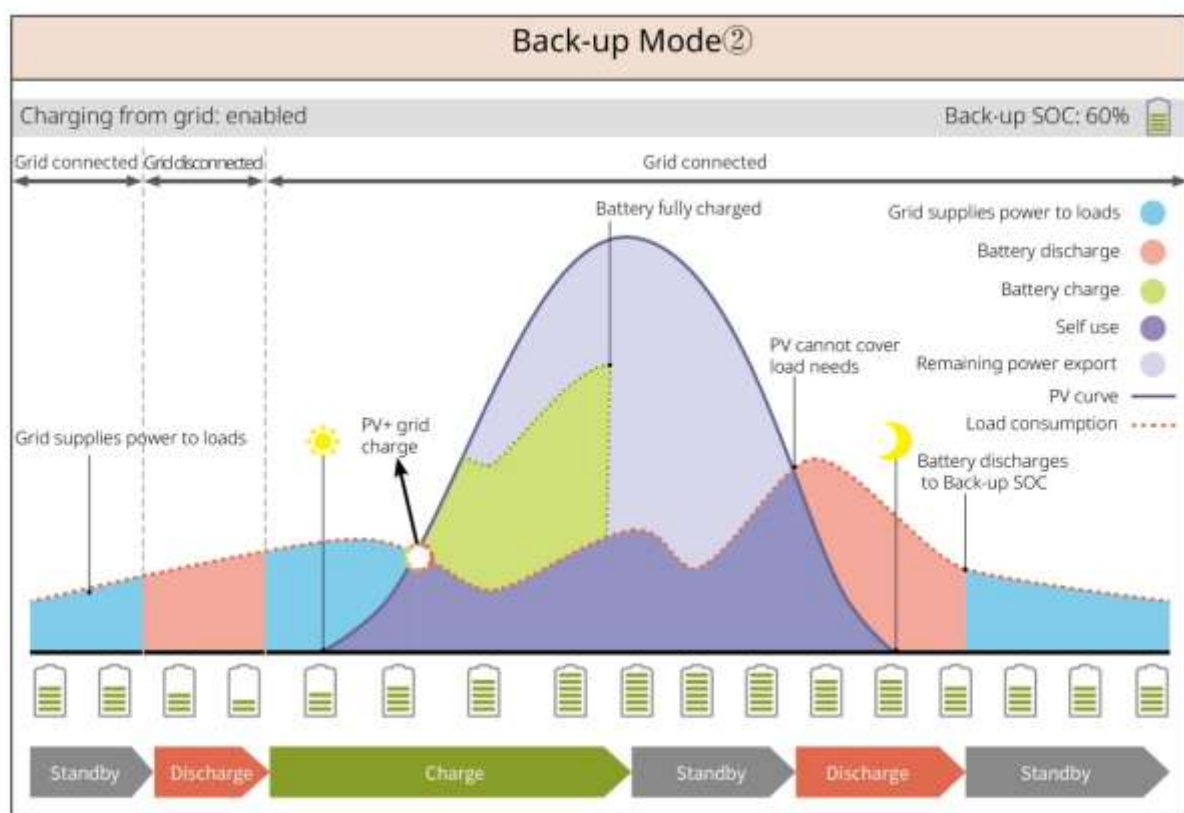 Back-up Mode②
Charging from grid: enabled
Back-up SOC: 60%
Grid connected
Grid disconnected
Grid connected
Battery fully charged
Grid supplies power to loads
Battery discharge
Battery charge
Self use
Remaining power export
PV curve
Load consumption
PV cannot cover
load needs
Grid supplies power to loads
PV+ grid
charge
Battery discharges
to Back-up SOC
Standby
Discharge
Charge
Standby
Discharge
Standby